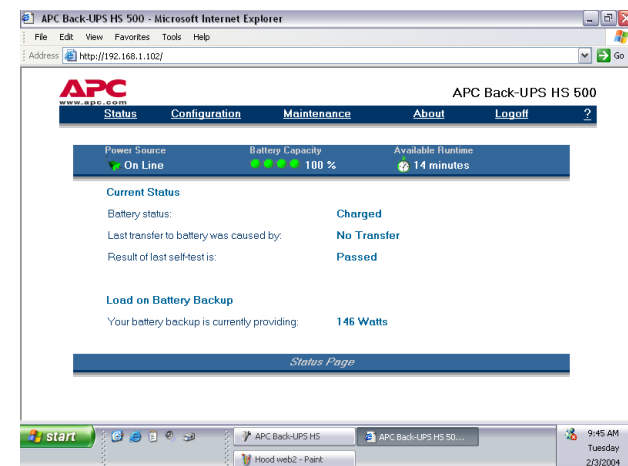 APC Back-UPS HS 500 - Microsoft Internet Explorer
File Edit View Favorites Tools Help
Address http://192.168.1.102/ Go
APC
www.apc.com
APC Back-UPS HS 500
Status Configuration Maintenance About Logoff ?
Power Source Battery Capacity Available Runtime
On Line 100 % 14 minutes
Current Status
Battery status: Charged
Last transfer to battery was caused by: No Transfer
Result of last self-test is: Passed
Load on Battery Backup
Your battery backup is currently providing: 146 Watts
Status Page
start APC Back-UPS HS APC Back-UPS HS 50... 9:45 AM
Tuesday
Hood web2 - Paint 2/3/2004